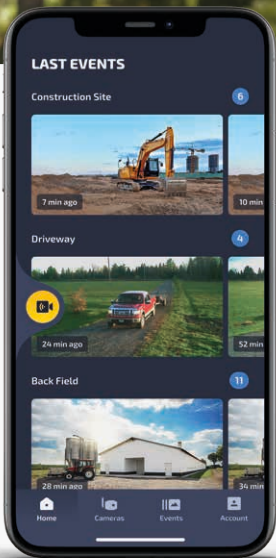 LAST EVENTS
Construction Site 6
7 min ago 10 min
Driveway 4
24 min ago 52 min
Back Field 11
28 min ago 34 min
Home Cameras Events Account